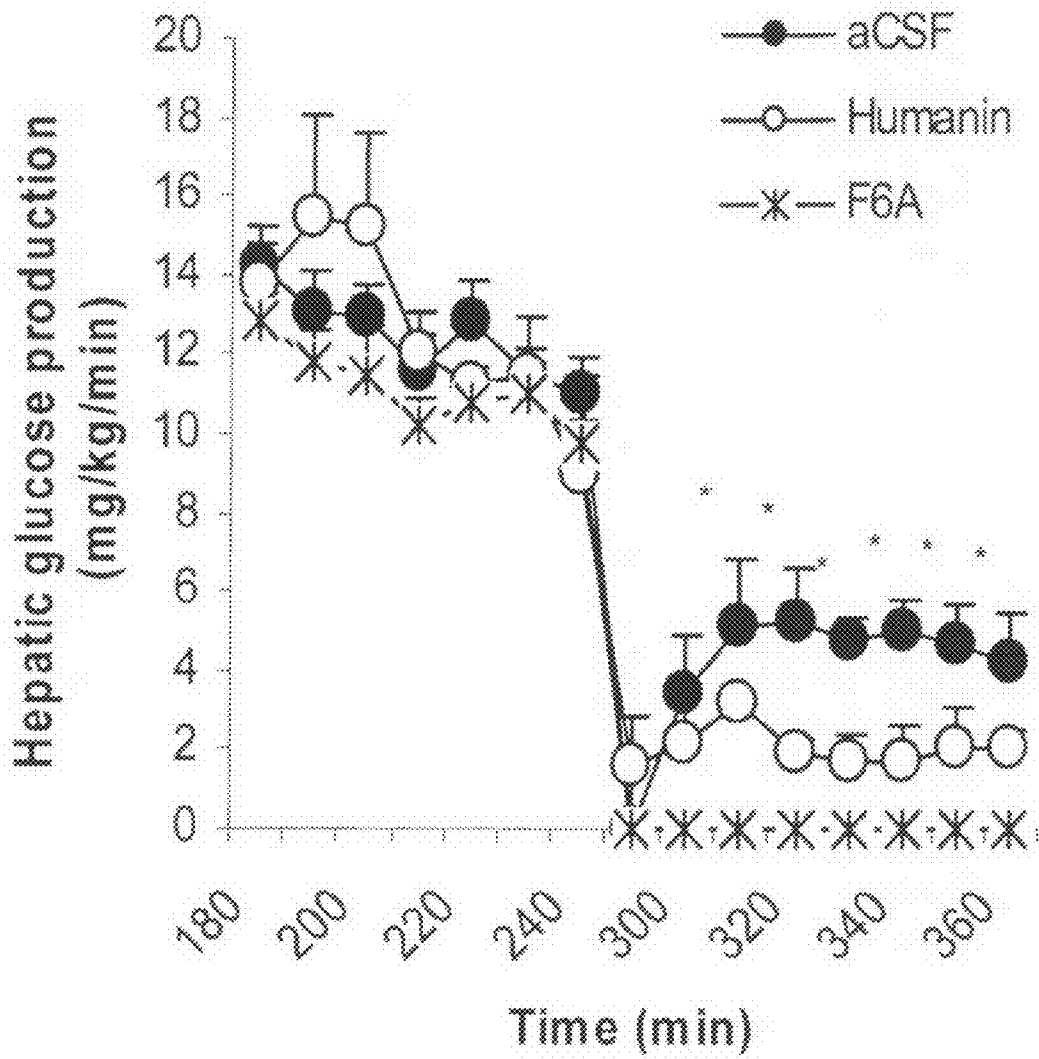 aCSF
Humanin
F6A
Hepatic glucose production
(mg/kg/min)
20
18
16
14
12
10
8
6
4
2
0
* * * * * *
180 200 220 240 300 320 340 360
Time (min)